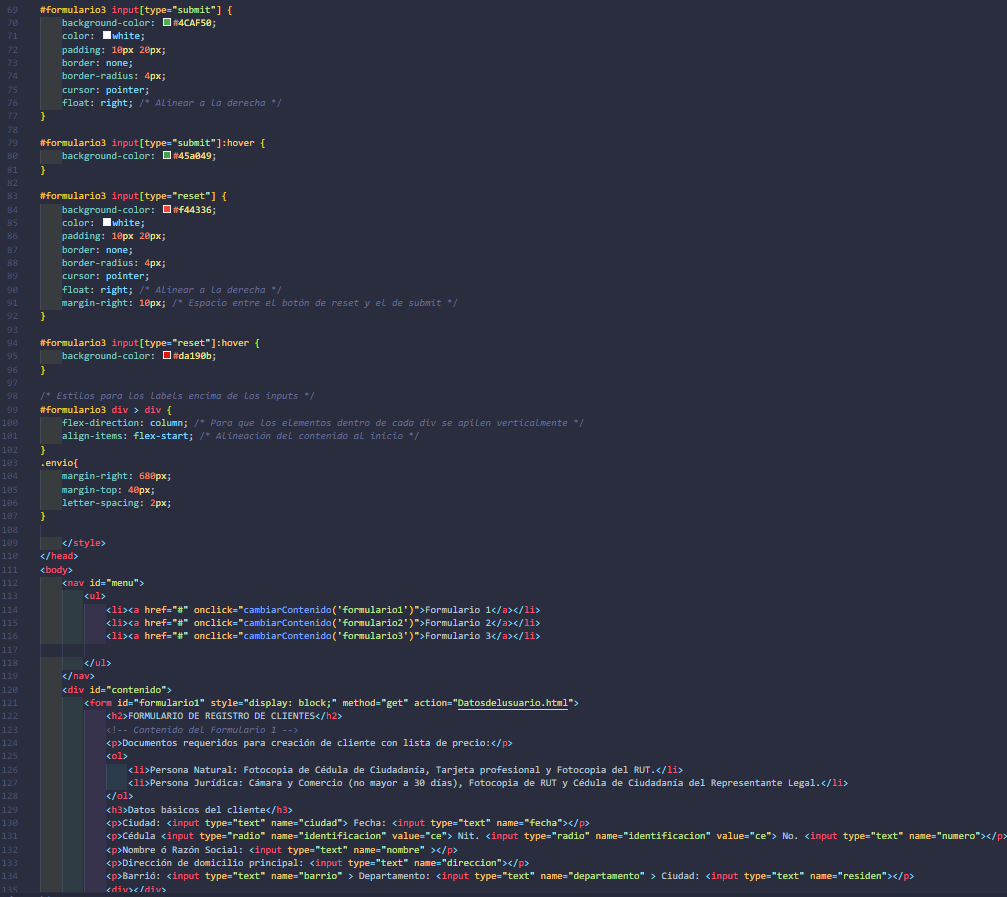 69 #formulario3 input[type="submit"] {
70 background-color: #4CAF50;
71 color: white;
72 padding: 10px 20px;
73 border: none;
74 border-radius: 4px;
75 cursor: pointer;
76 float: right; /* Alinear a la derecha */
77 }
78
79 #formulario3 input[type="submit"]:hover {
80 background-color: #45a049;
81 }
82
83 #formulario3 input[type="reset"] {
84 background-color: #f44336;
85 color: white;
86 padding: 10px 20px;
87 border: none;
88 border-radius: 4px;
89 cursor: pointer;
90 float: right; /* Alinear a la derecha */
91 margin-right: 10px; /* Espacio entre el botón de reset y el de submit */
92 }
93
94 #formulario3 input[type="reset"]:hover {
95 background-color: #da190b;
96 }
97
98 /* Estilos para los labels encima de los inputs */
99 #formulario3 div > div {
100 flex-direction: column; /* Para que los elementos dentro de cada div se apilen verticalmente */
101 align-items: flex-start; /* Alineación del contenido al inicio */
102 }
103 .envio{
104 margin-right: 680px;
105 margin-top: 40px;
106 letter-spacing: 2px;
107 }
108
109 </style>
110 </head>
111 <body>
112 <nav id="menu">
113 <ul>
114 <li><a href="#" onclick="cambiarContenido('formulario1')">Formulario 1</a></li>
115 <li><a href="#" onclick="cambiarContenido('formulario2')">Formulario 2</a></li>
116 <li><a href="#" onclick="cambiarContenido('formulario3')">Formulario 3</a></li>
117
118 </ul>
119 </nav>
120 <div id="contenido">
121 <form id="formulario1" style="display: block;" method="get" action="Datosdelusuario.html">
122 <h2>FORMULARIO DE REGISTRO DE CLIENTES</h2>
123 <!-- Contenido del Formulario 1 -->
124 <p>Documentos requeridos para creación de cliente con lista de precio:</p>
125 <ol>
126 <li>Persona Natural: Fotocopia de Cédula de Ciudadanía, Tarjeta profesional y Fotocopia del RUT.</li>
127 <li>Persona Jurídica: Cámara y Comercio (no mayor a 30 días), Fotocopia de RUT y Cédula de Ciudadanía del Representante Legal.</li>
128 </ol>
129 <h3>Datos básicos del cliente</h3>
130 <p>Ciudad: <input type="text" name="ciudad"> Fecha: <input type="text" name="fecha"></p>
131 <p>Cédula <input type="radio" name="identificacion" value="ce"> Nit. <input type="radio" name="identificacion" value="ce"> No. <input type="text" name="numero"></p>
132 <p>Nombre ó Razón Social: <input type="text" name="nombre" ></p>
133 <p>Dirección de domicilio principal: <input type="text" name="direccion"></p>
134 <p>Barrió: <input type="text" name="barrio" > Departamento: <input type="text" name="departamento" > Ciudad: <input type="text" name="residen"></p>
135 <div></div>